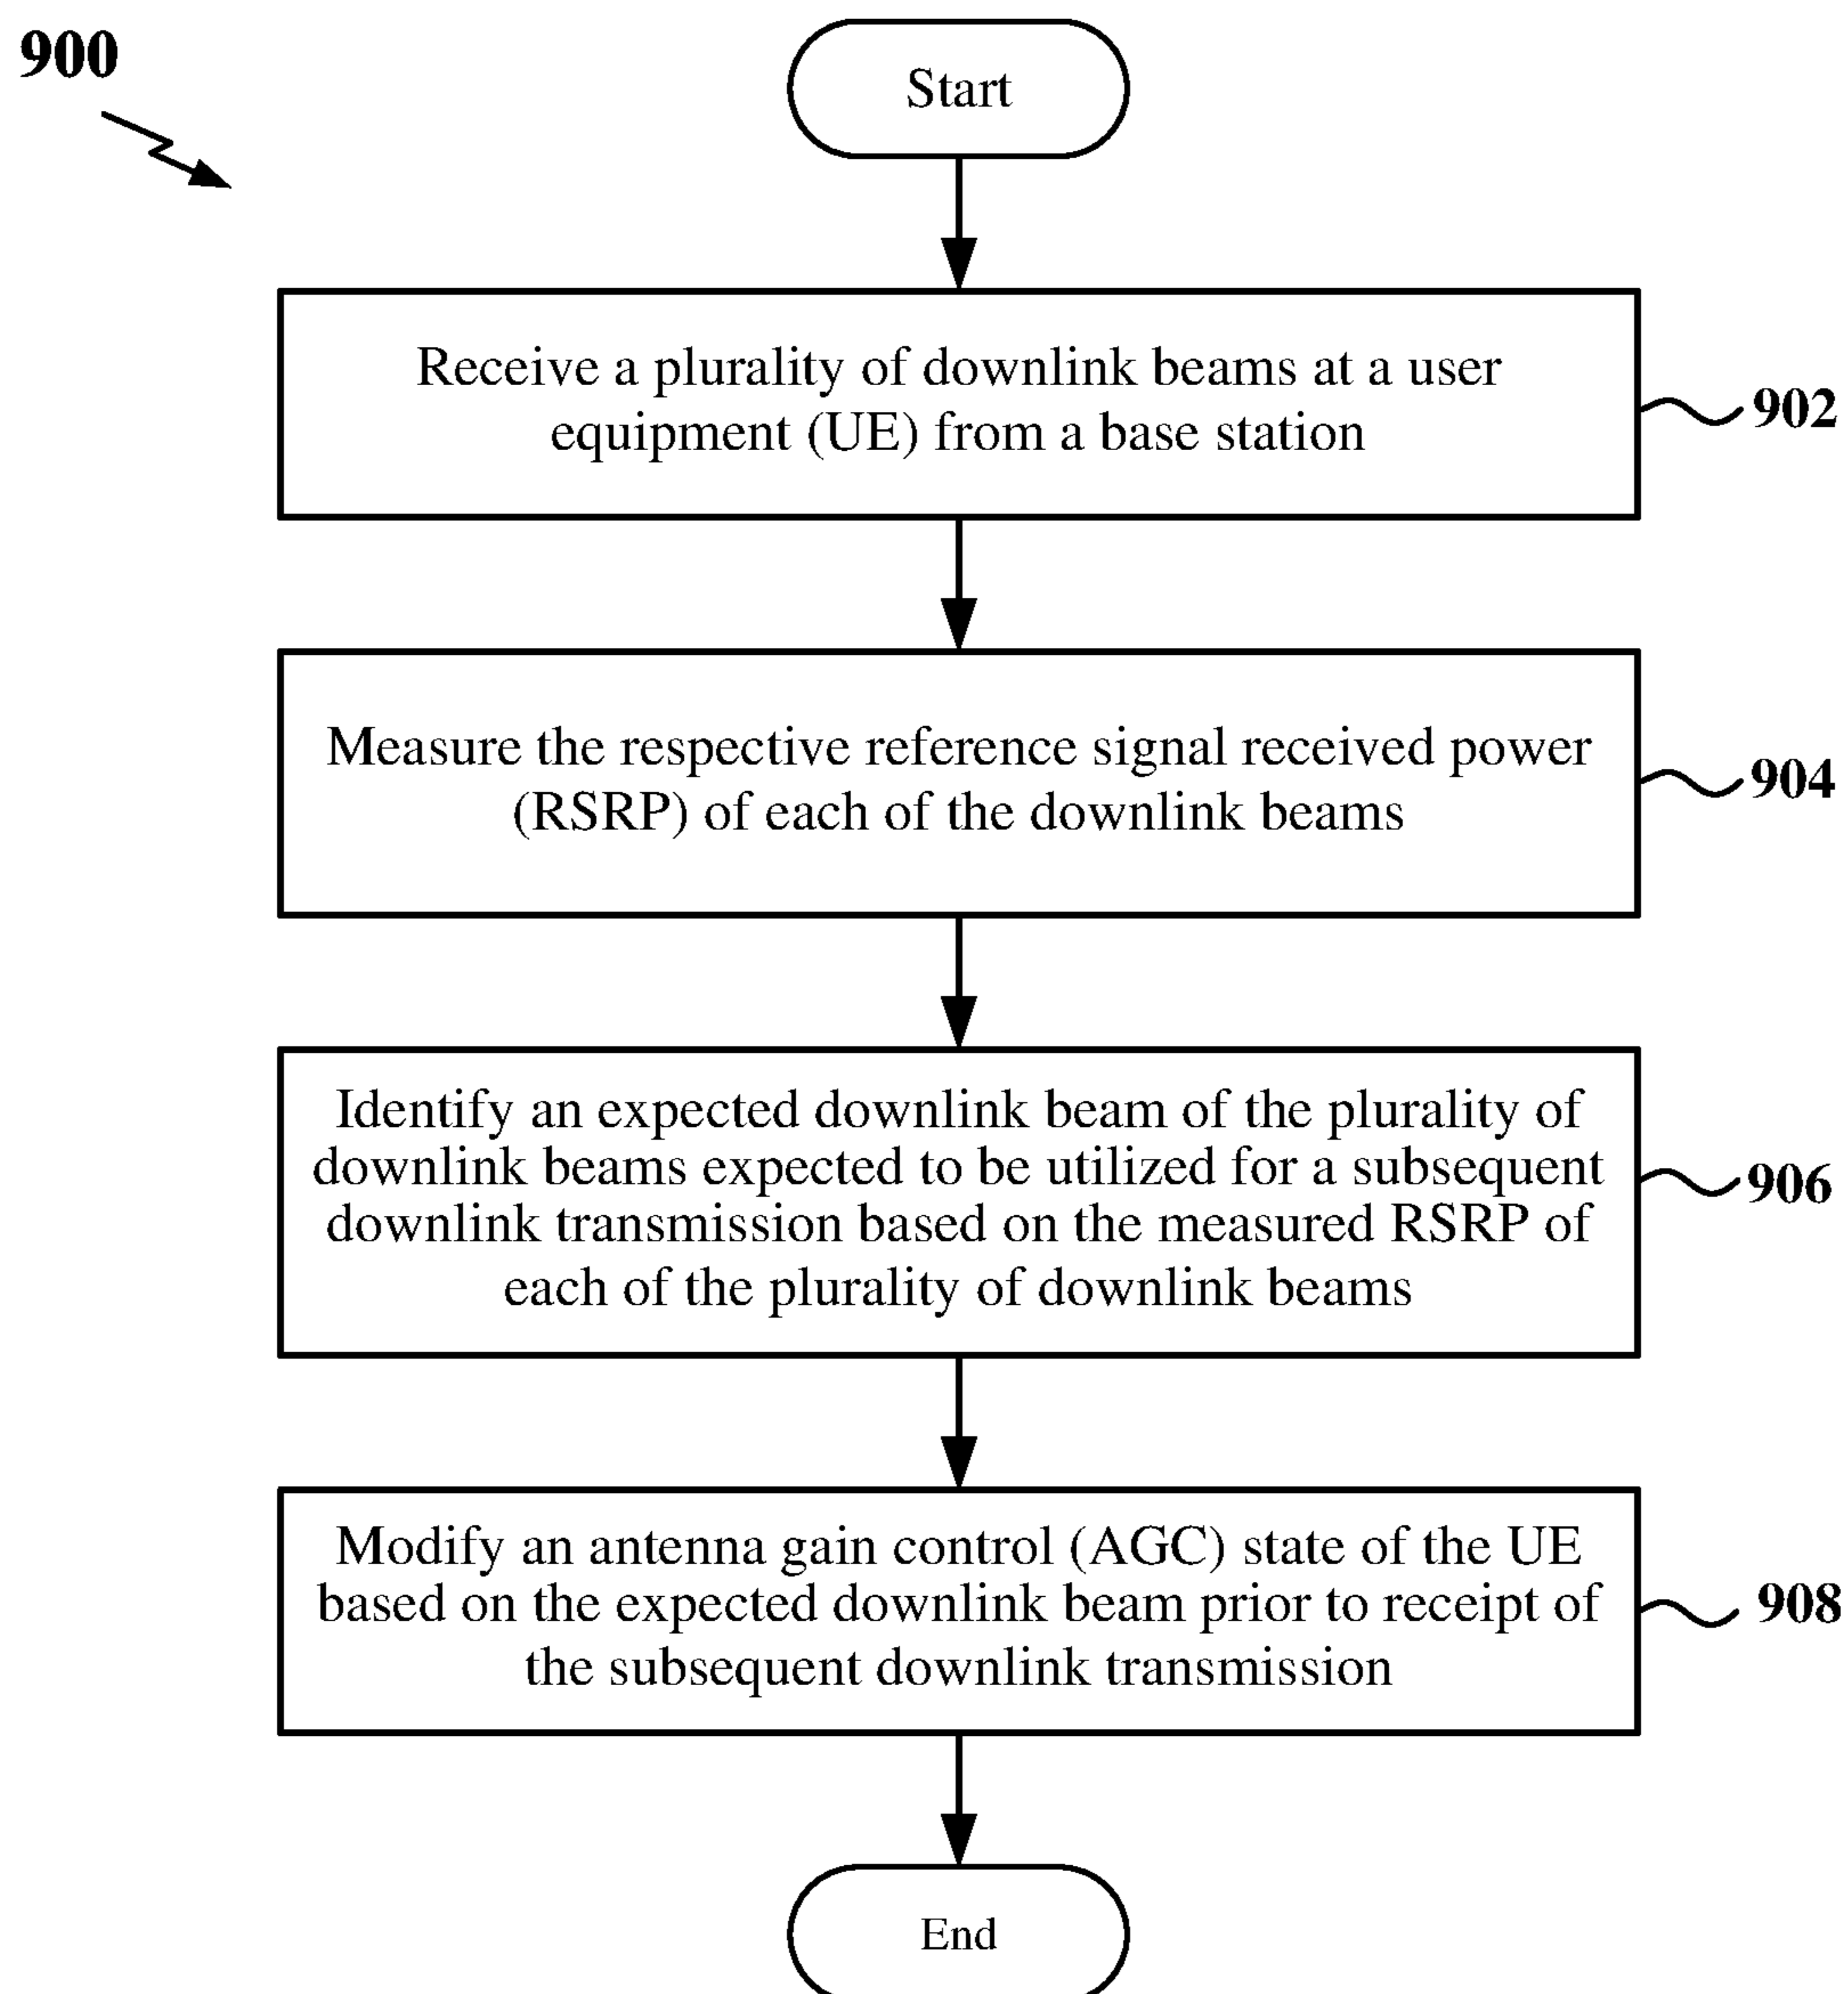 900
Start
Receive a plurality of downlink beams at a user
equipment (UE) from a base station
902
Measure the respective reference signal received power
(RSRP) of each of the downlink beams
904
Identify an expected downlink beam of the plurality of
downlink beams expected to be utilized for a subsequent
downlink transmission based on the measured RSRP of
each of the plurality of downlink beams
906
Modify an antenna gain control (AGC) state of the UE
based on the expected downlink beam prior to receipt of
the subsequent downlink transmission
908
End